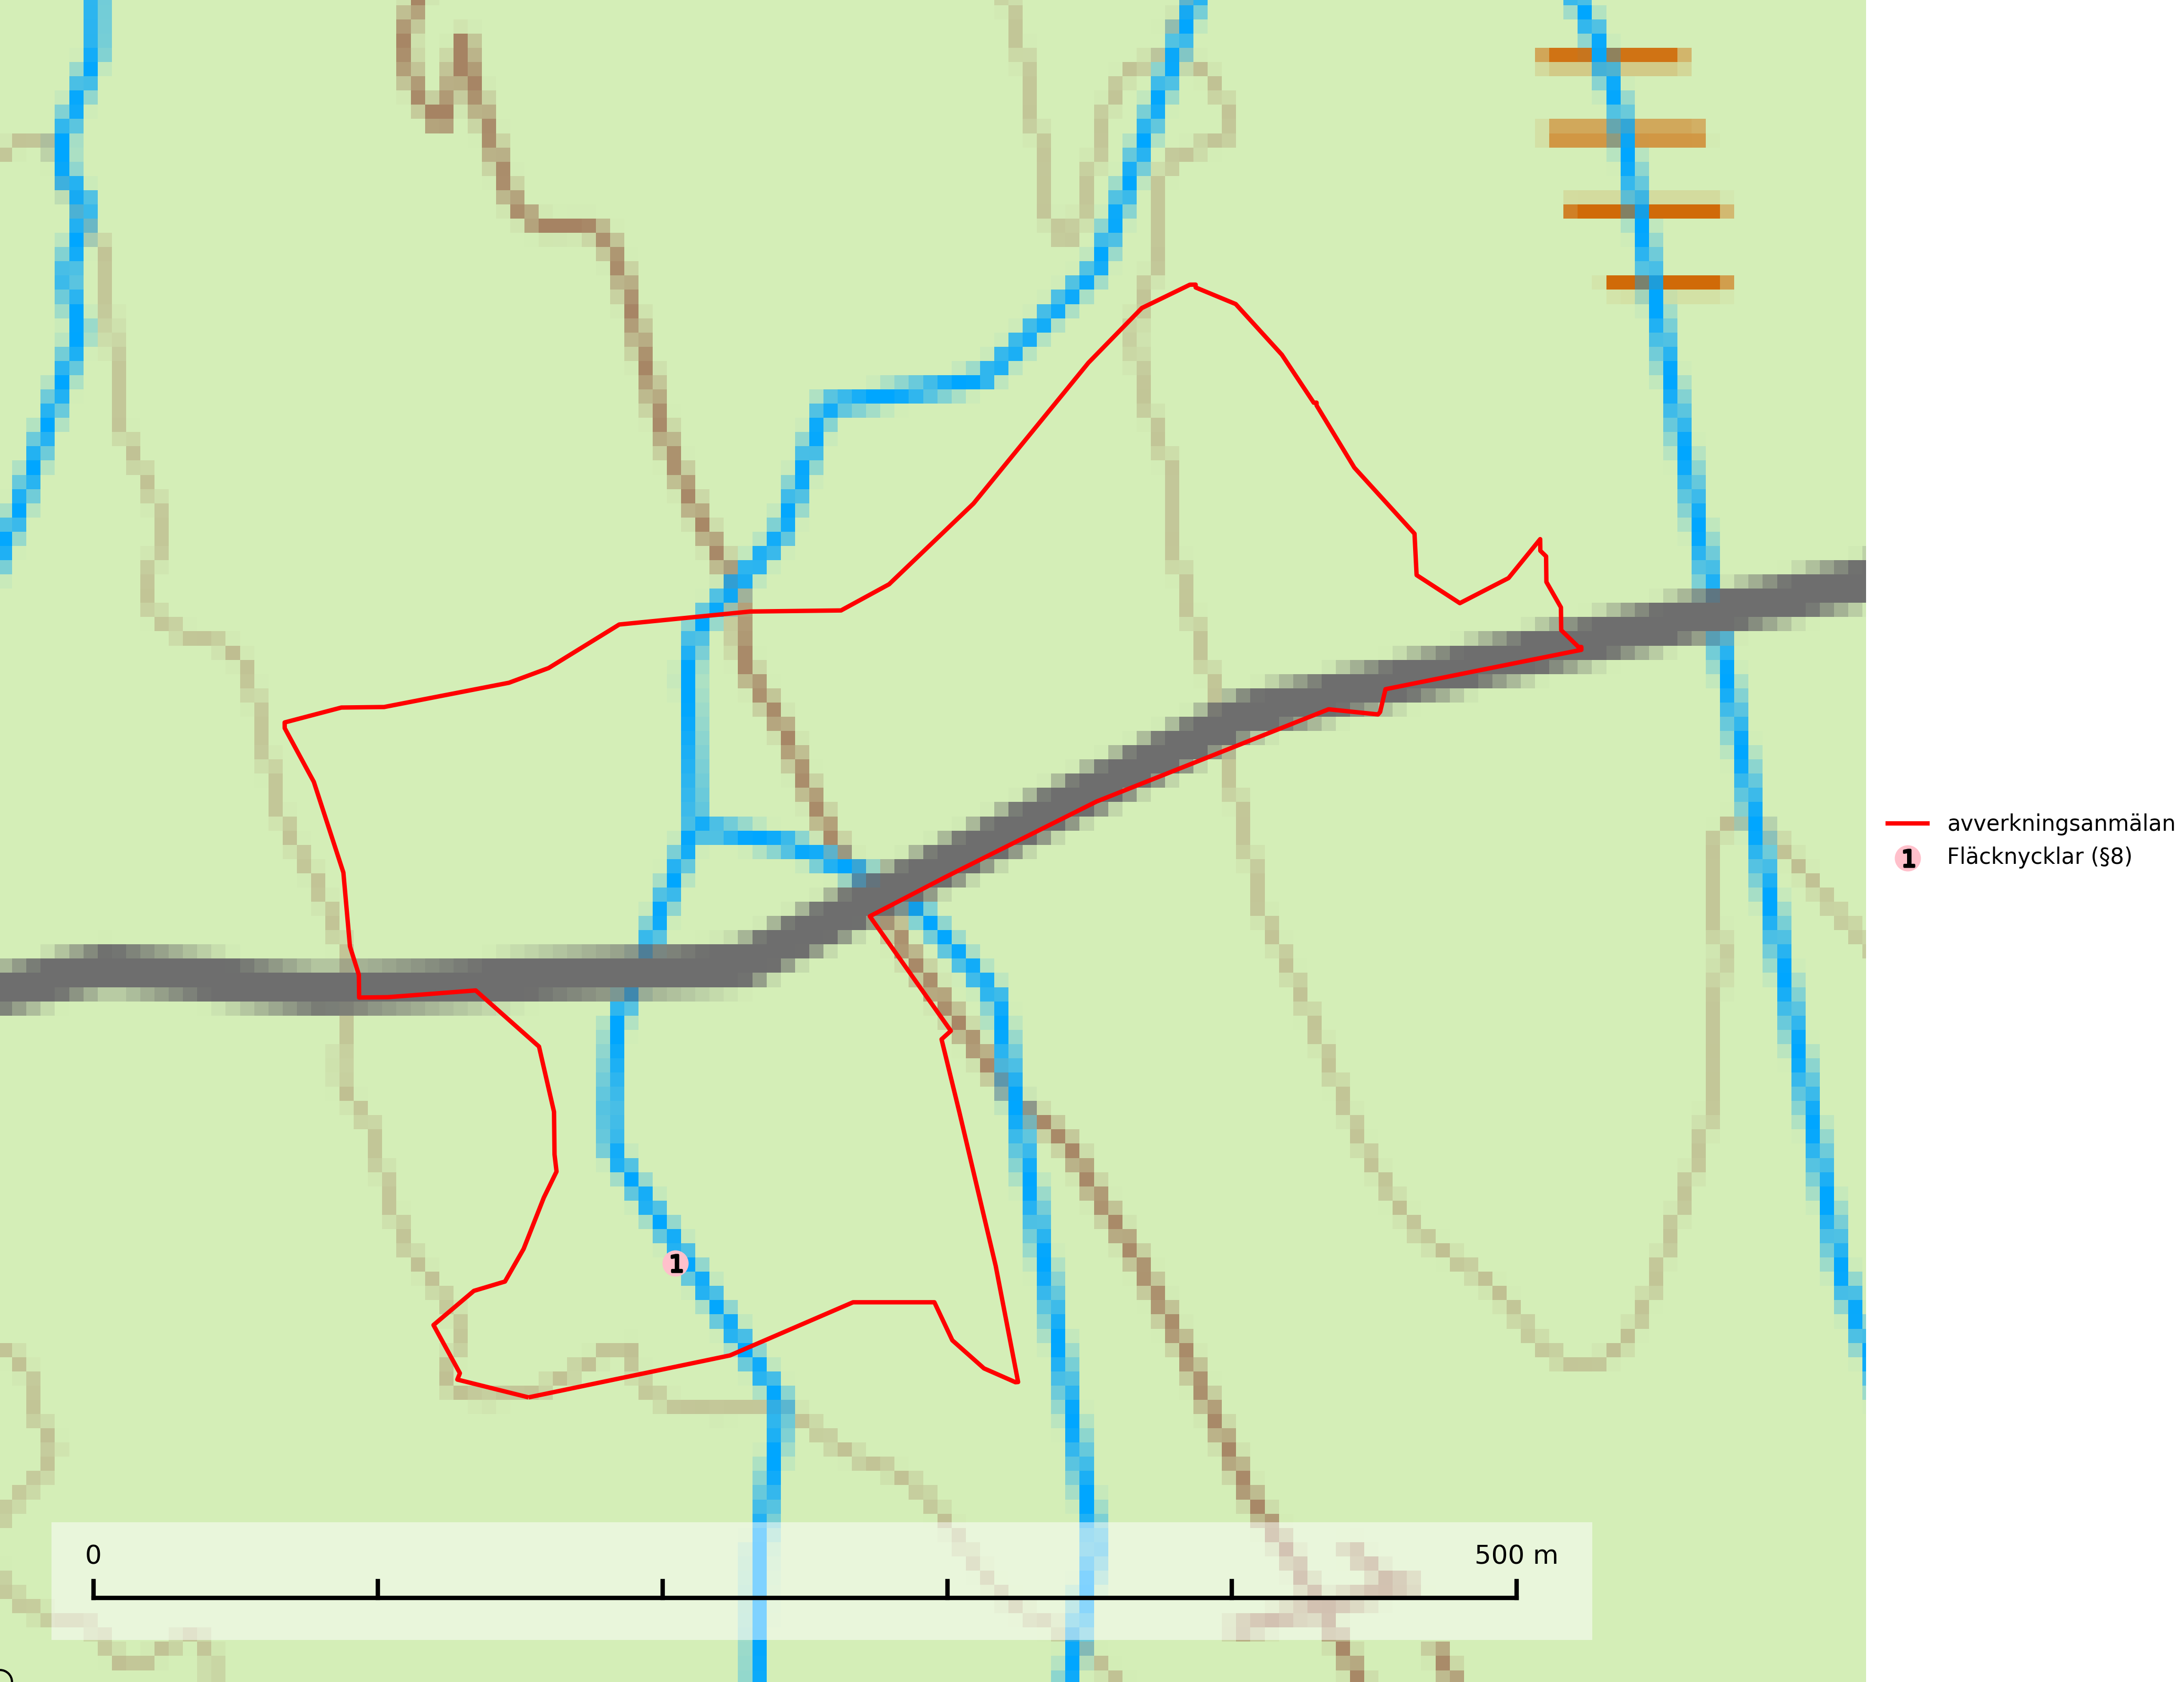 avverkningsanmälan
1 Fläcknycklar (§8)
1
0 500 m